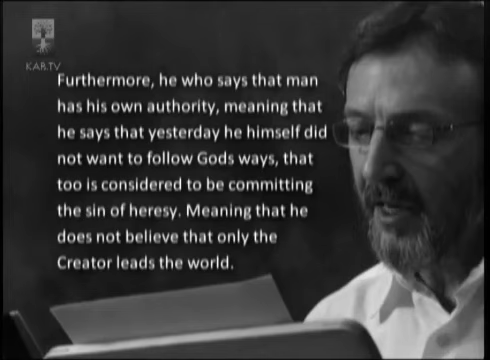 KAB.TV
Furthermore, he who says that man
has his own authority, meaning that
he says that yesterday he himself did
not want to follow Gods ways, that
too is considered to be committing
the sin of heresy. Meaning that he
does not believe that only the
Creator leads the world.